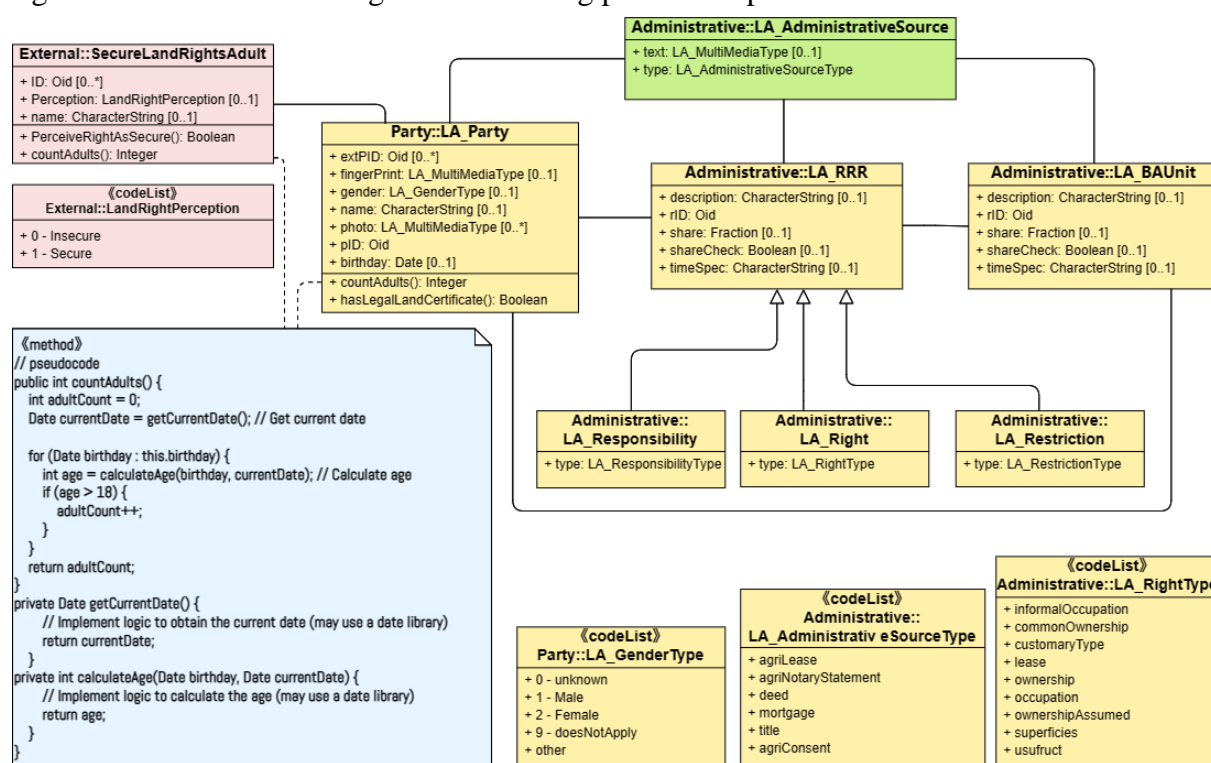 External::SecureLandRightsAdult
+ ID: Oid [0..*]
+ Perception: LandRightPerception [0..1]
+ name: CharacterString [0..1]
+ PerceiveRightAsSecure(): Boolean
+ countAdults(): Integer
《codeList》
External::LandRightPerception
+ 0 - Insecure
+ 1 - Secure
Party::LA_Party
+ extPID: Oid [0..*]
+ fingerPrint: LA_MultiMediaType [0..1]
+ gender: LA_GenderType [0..1]
+ name: CharacterString [0..1]
+ photo: LA_MultiMediaType [0..*]
+ pID: Oid
+ birthday: Date [0..1]
+ countAdults(): Integer
+ hasLegalLandCertificate(): Boolean
Administrative::LA_AdministrativeSource
+ text: LA_MultiMediaType [0..1]
+ type: LA_AdministrativeSourceType
Administrative::LA_RRR
+ description: CharacterString [0..1]
+ rID: Oid
+ share: Fraction [0..1]
+ shareCheck: Boolean [0..1]
+ timeSpec: CharacterString [0..1]
Administrative::LA_BAUnit
+ description: CharacterString [0..1]
+ rID: Oid
+ share: Fraction [0..1]
+ shareCheck: Boolean [0..1]
+ timeSpec: CharacterString [0..1]
《method》
// pseudocode
public int countAdults() {
int adultCount = 0;
Date currentDate = getCurrentDate(); // Get current date
for (Date birthday : this.birthday) {
int age = calculateAge(birthday, currentDate); // Calculate age
if (age > 18) {
adultCount++;
}
}
return adultCount;
}
private Date getCurrentDate() {
// Implement logic to obtain the current date (may use a date library)
return currentDate;
}
private int calculateAge(Date birthday, Date currentDate) {
// Implement logic to calculate the age (may use a date library)
return age;
}
}
Administrative::
LA_Responsibility
+ type: LA_ResponsibilityType
Administrative::
LA_Right
+ type: LA_RightType
Administrative::
LA_Restriction
+ type: LA_RestrictionType
《codeList》
Party::LA_GenderType
+ 0 - unknown
+ 1 - Male
+ 2 - Female
+ 9 - doesNotApply
+ other
《codeList》
Administrative::
LA_Administrativ eSourceType
+ agriLease
+ agriNotaryStatement
+ deed
+ mortgage
+ title
+ agriConsent
《codeList》
Administrative::LA_RightType
+ informalOccupation
+ commonOwnership
+ customaryType
+ lease
+ ownership
+ occupation
+ ownershipAssumed
+ superficies
+ usufruct